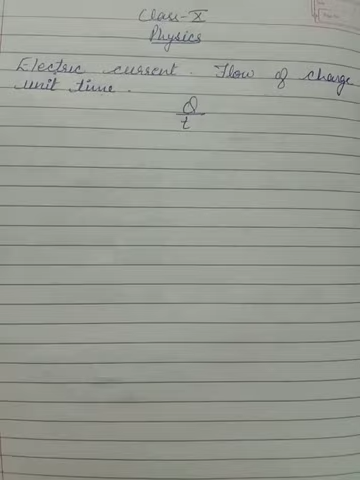 Class-X
Physics
Electric current. Flow of charge
unit time.
Q
t